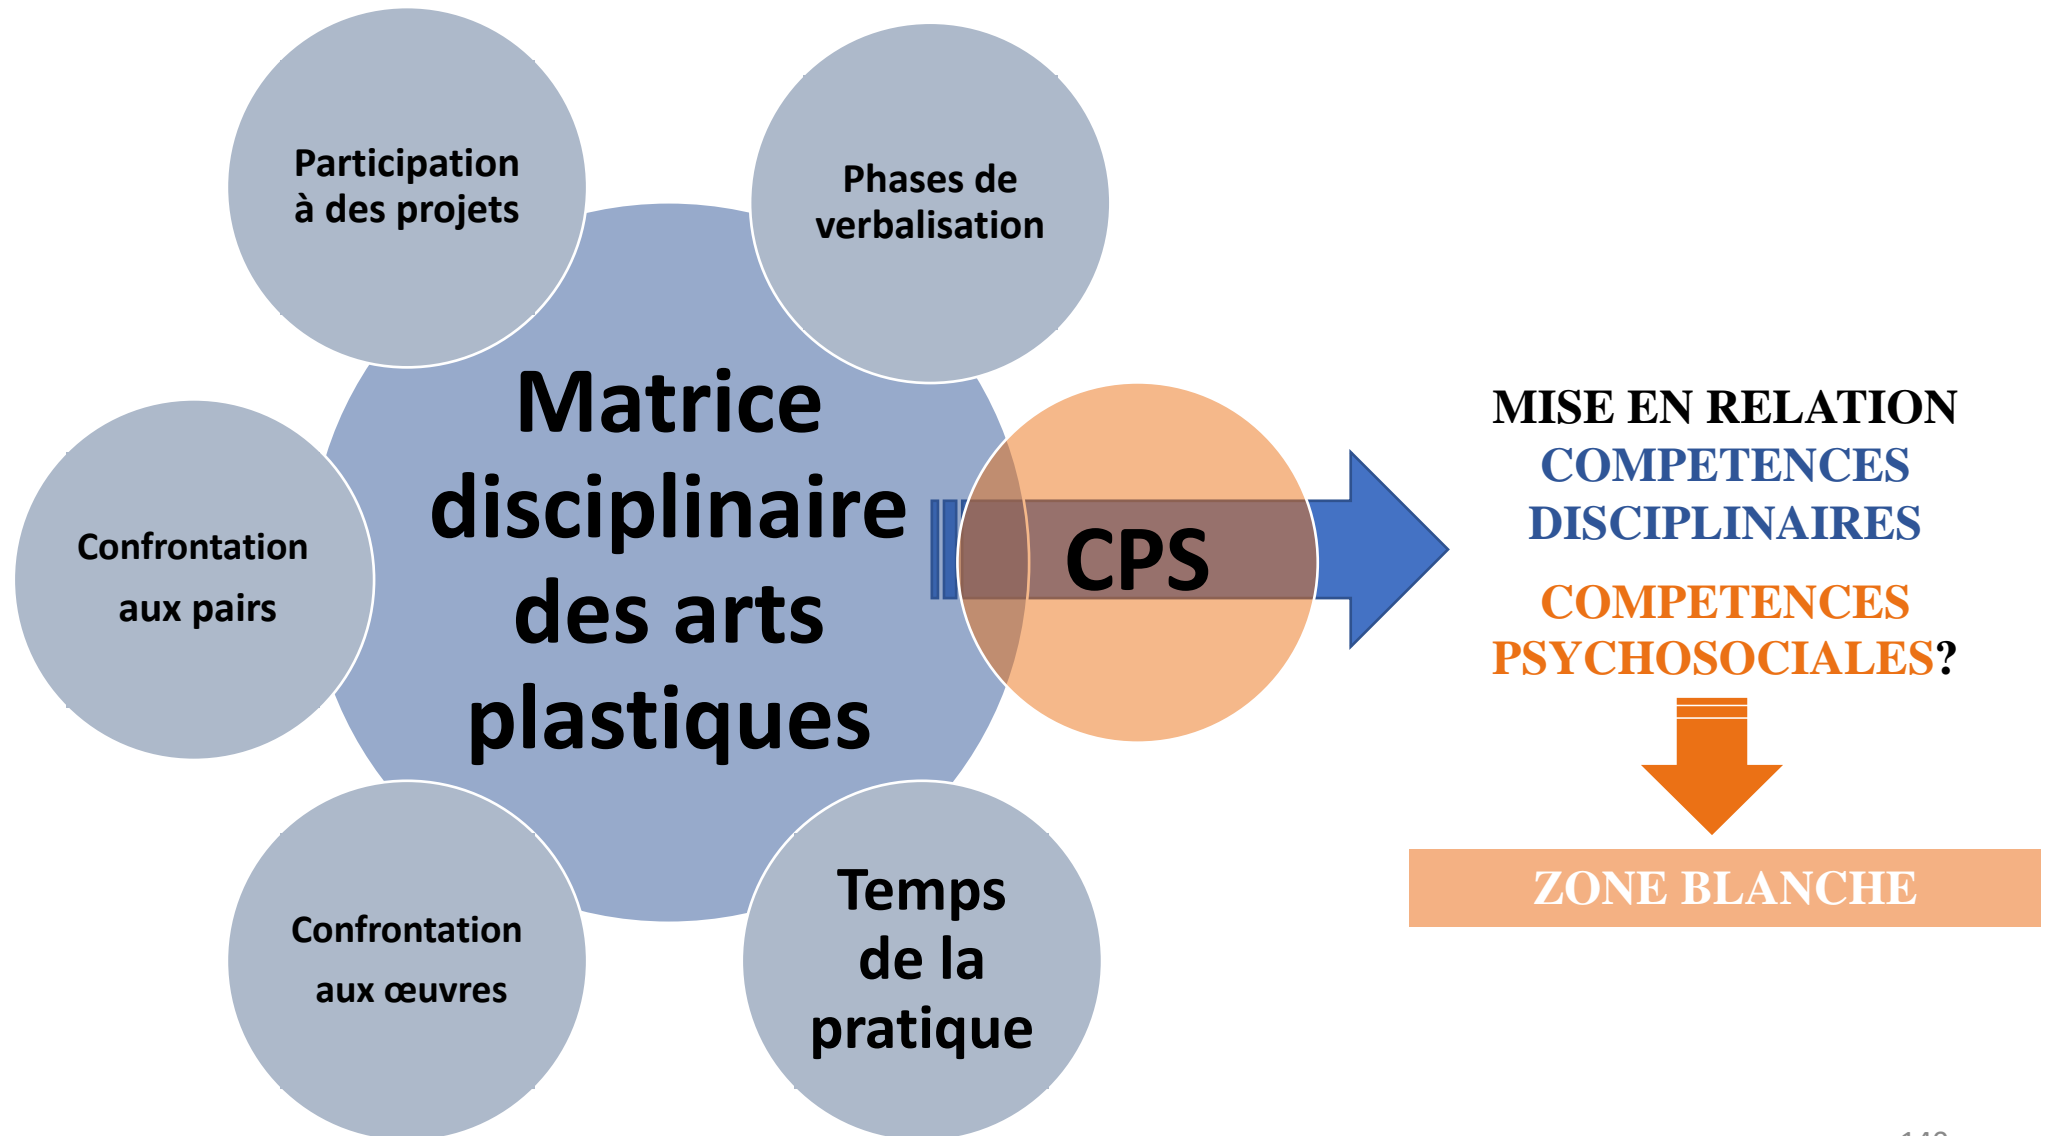 Participation
à des projets
Phases de
verbalisation
Matrice
disciplinaire
des arts
plastiques
Confrontation
aux pairs
CPS
Confrontation
aux œuvres
Temps
de la
pratique
MISE EN RELATION
COMPETENCES
DISCIPLINAIRES
COMPETENCES
PSYCHOSOCIALES?
ZONE BLANCHE